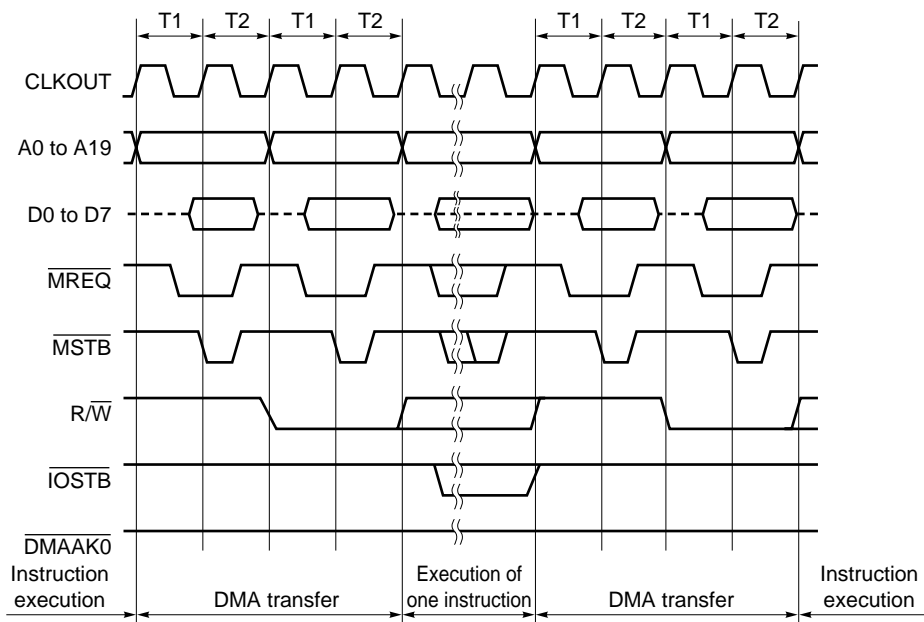 T1 T2 T1 T2 T1 T2 T1 T2
CLKOUT
A0 to A19
D0 to D7
MREQ
MSTB
R/W
IOSTB
DMAAK0
Instruction
execution
DMA transfer
Execution of
one instruction
DMA transfer
Instruction
execution